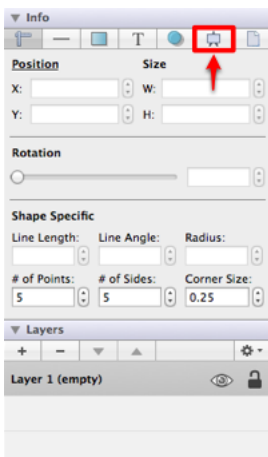 Info
T
Position Size
X: W:
Y: H:
Rotation
Shape Specific
Line Length: Line Angle: Radius:
# of Points: # of Sides: Corner Size:
5 5 0.25
Layers
+ −
Layer 1 (empty)